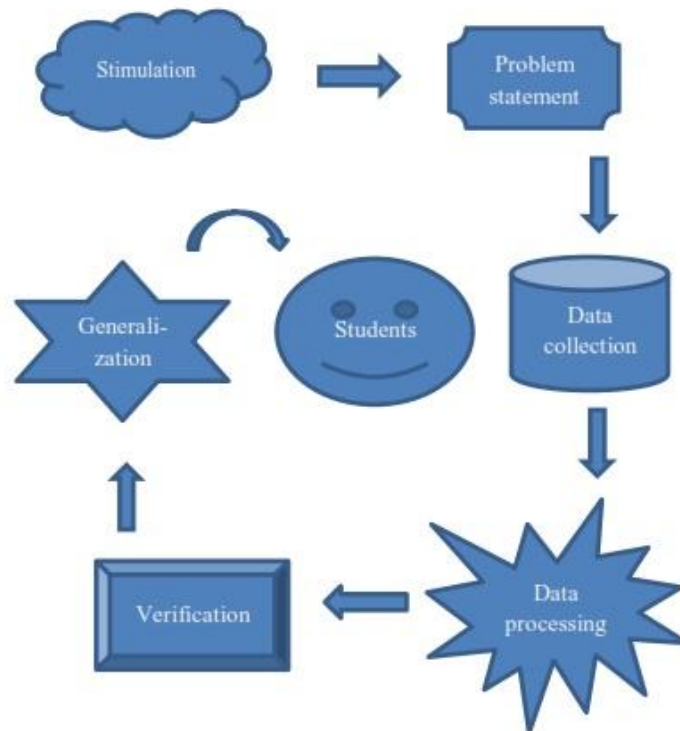 Stimulation
Problem
statement
Data
collection
Data
processing
Verification
Generali-
zation
Students